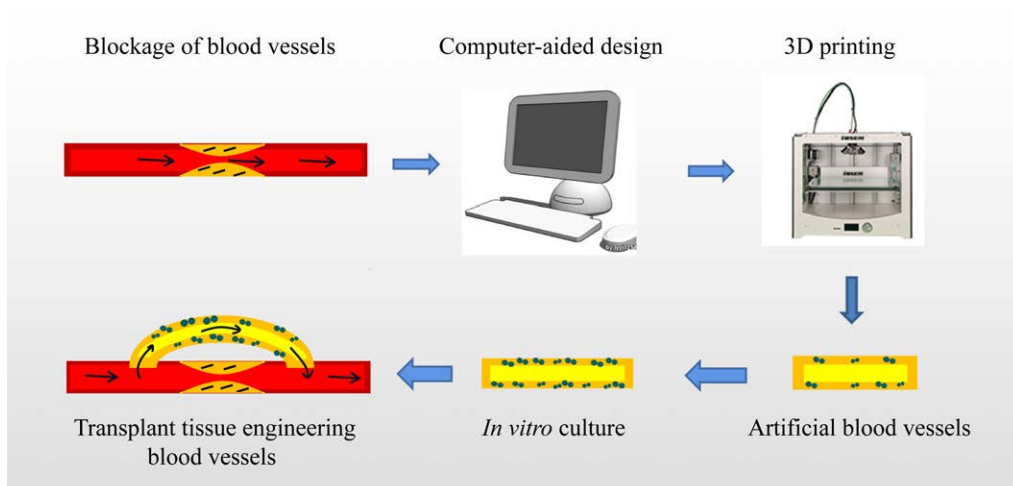 Blockage of blood vessels
Computer-aided design
3D printing
Transplant tissue engineering
blood vessels
In vitro culture
Artificial blood vessels